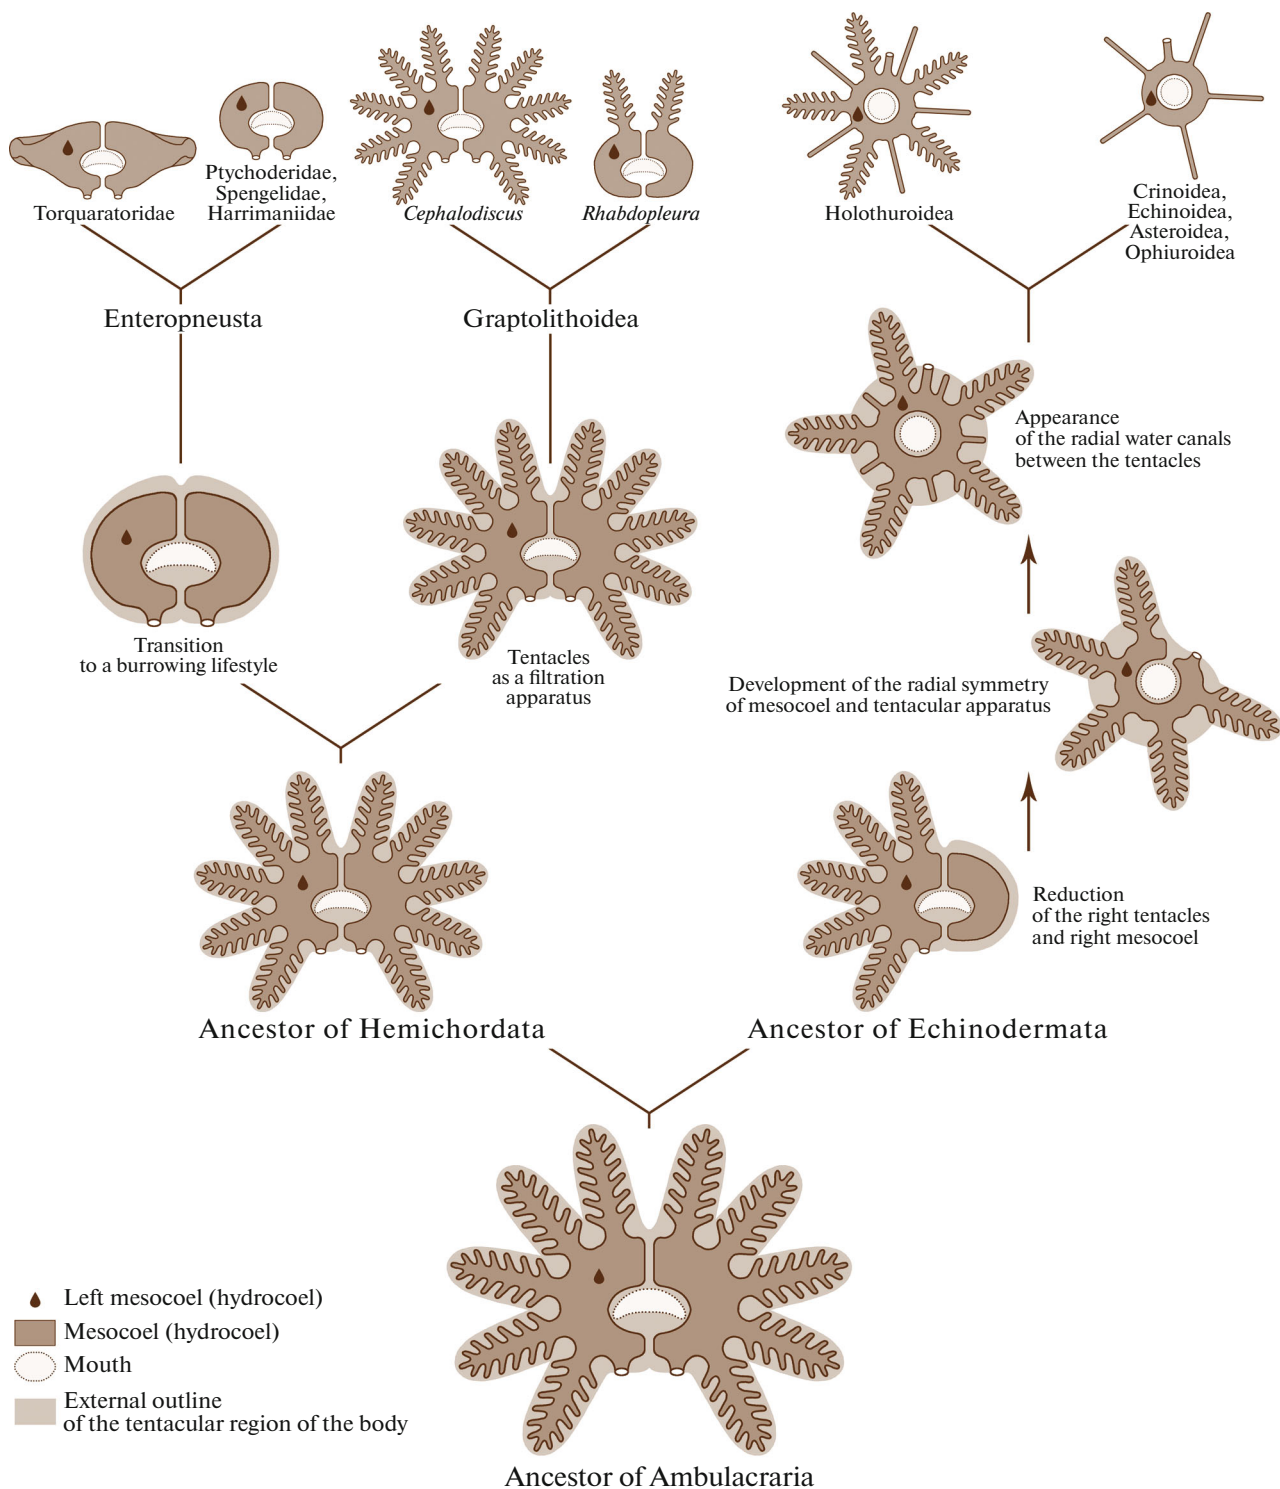 Torquaratoridae
Ptychoderidae,
Spengelidae,
Harrimaniidae
Cephalodiscus
Rhabdopleura
Holothuroidea
Crinoidea,
Echinoidea,
Asteroidea,
Ophiuroidea
Enteropneusta
Graptolithoidea
Appearance
of the radial water canals
between the tentacles
Transition
to a burrowing lifestyle
Tentacles
as a filtration
apparatus
Development of the radial symmetry
of mesocoel and tentacular apparatus
Reduction
of the right tentacles
and right mesocoel
Ancestor of Hemichordata
Ancestor of Echinodermata
Left mesocoel (hydrocoel)
Mesocoel (hydrocoel)
Mouth
External outline
of the tentacular region of the body
Ancestor of Ambulacraria